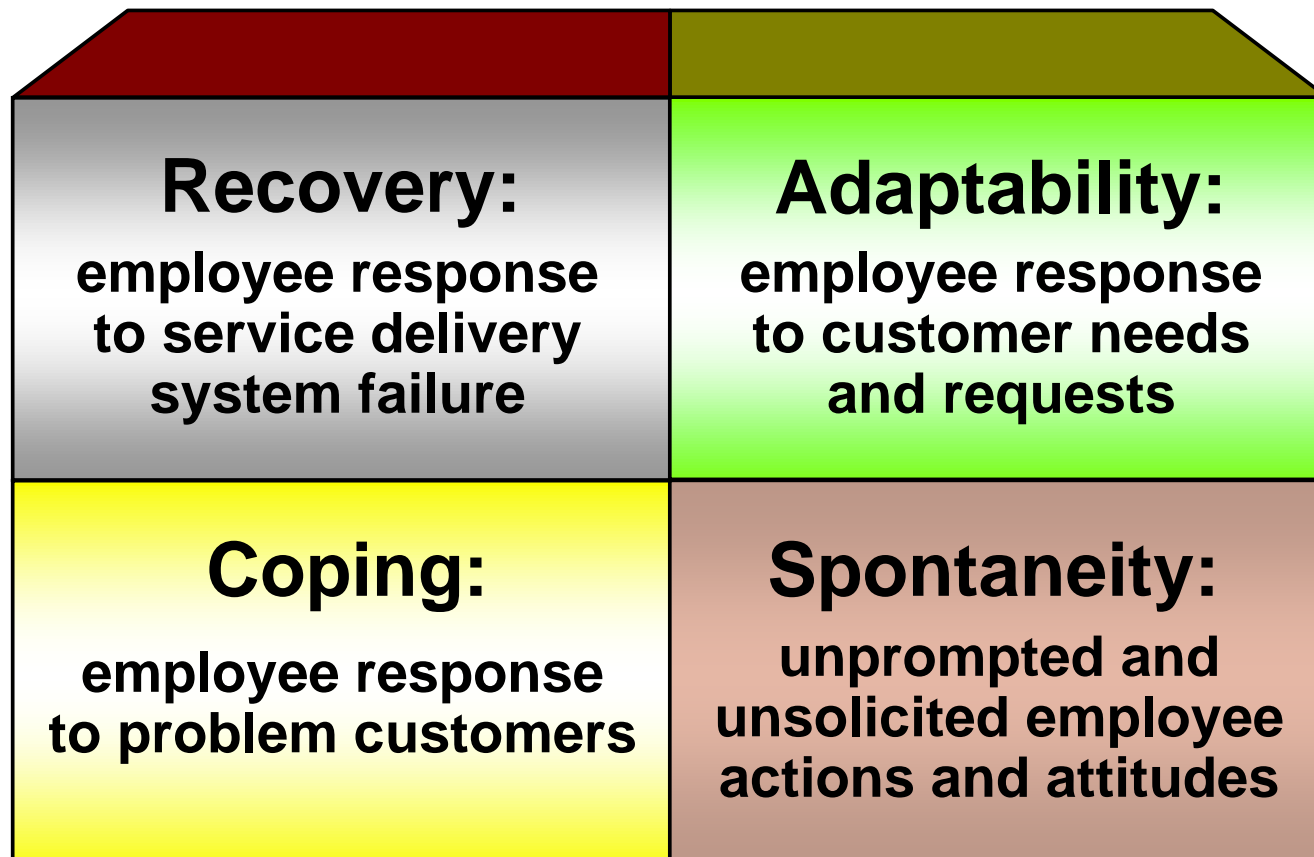 Recovery:
employee response
to service delivery
system failure
Adaptability:
employee response
to customer needs
and requests
Coping:
employee response
to problem customers
Spontaneity:
unprompted and
unsolicited employee
actions and attitudes